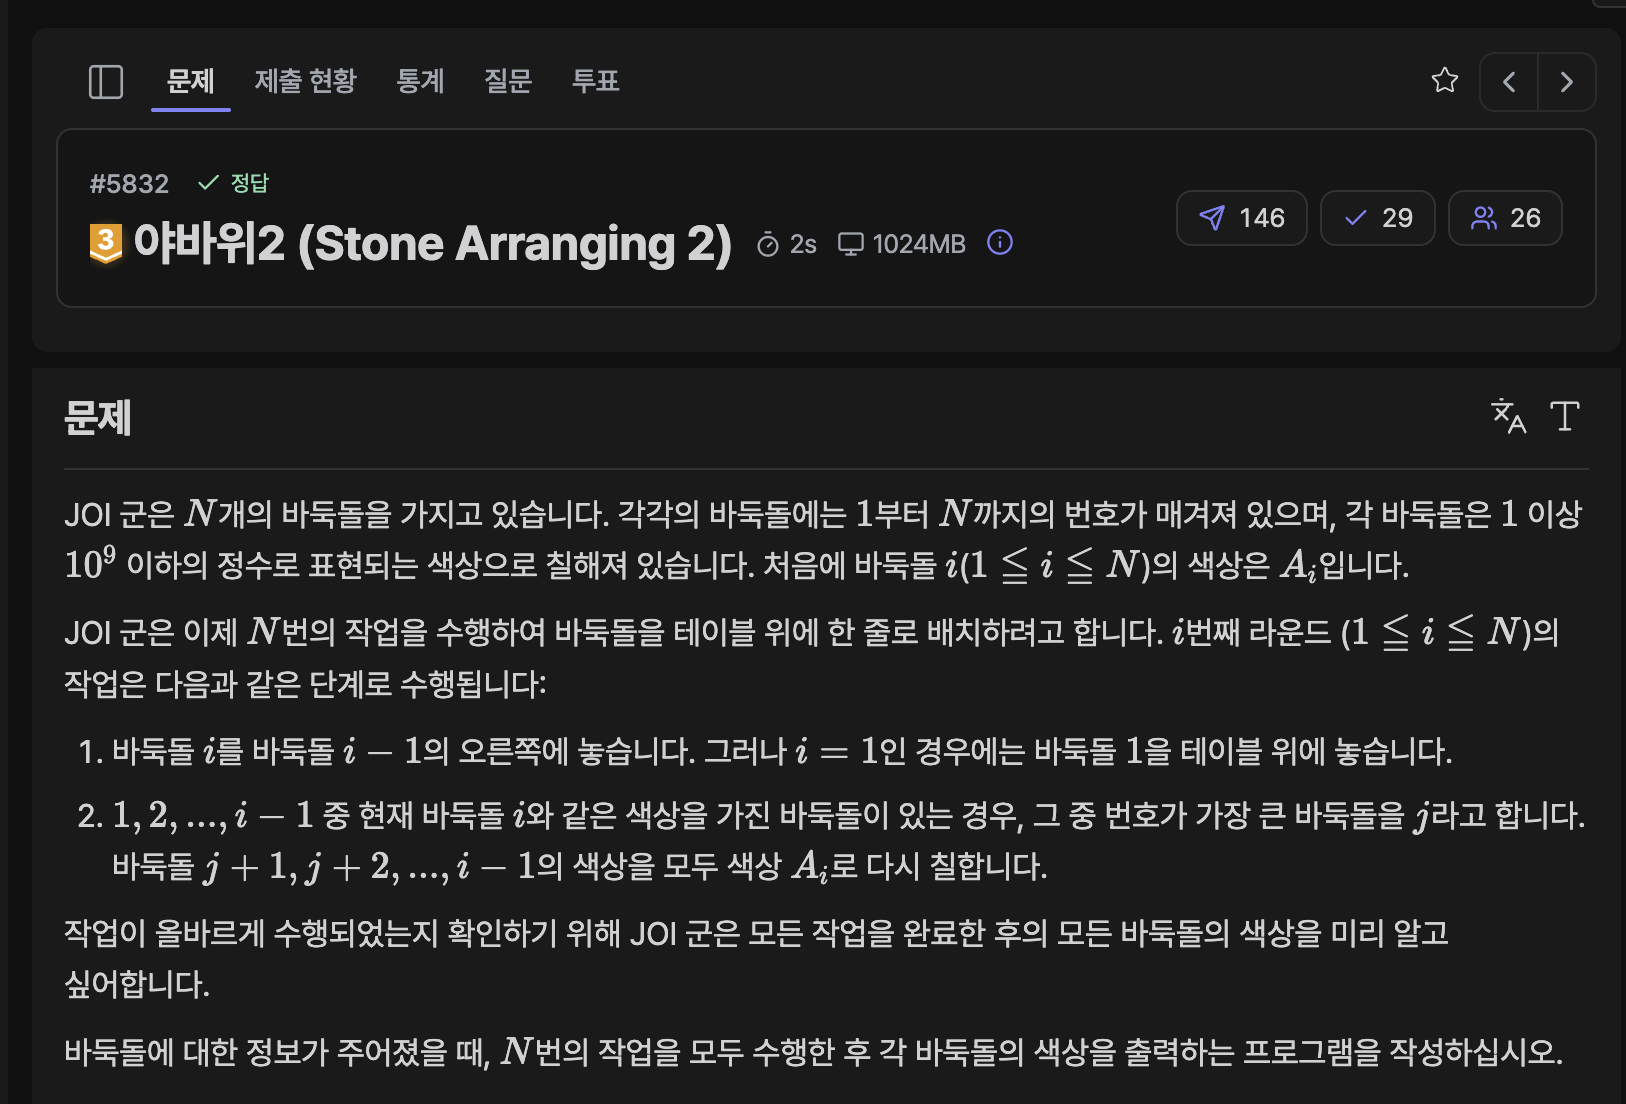 문제 제출 현황 통계 질문 투표
#5832 정답
3 야바위2 (Stone Arranging 2) 2s 1024MB
146 29 26
문제
JOI 군은 N개의 바둑돌을 가지고 있습니다. 각각의 바둑돌에는 1부터 N까지의 번호가 매겨져 있으며, 각 바둑돌은 1 이상
10⁹ 이하의 정수로 표현되는 색상으로 칠해져 있습니다. 처음에 바둑돌 i(1 ≦ i ≦ N)의 색상은 Aᵢ입니다.
JOI 군은 이제 N번의 작업을 수행하여 바둑돌을 테이블 위에 한 줄로 배치하려고 합니다. i번째 라운드 (1 ≦ i ≦ N)의
작업은 다음과 같은 단계로 수행됩니다:
1. 바둑돌 i를 바둑돌 i − 1의 오른쪽에 놓습니다. 그러나 i = 1인 경우에는 바둑돌 1을 테이블 위에 놓습니다.
2. 1, 2, ..., i − 1 중 현재 바둑돌 i와 같은 색상을 가진 바둑돌이 있는 경우, 그 중 번호가 가장 큰 바둑돌을 j라고 합니다.
바둑돌 j + 1, j + 2, ..., i − 1의 색상을 모두 색상 Aᵢ로 다시 칠합니다.
작업이 올바르게 수행되었는지 확인하기 위해 JOI 군은 모든 작업을 완료한 후의 모든 바둑돌의 색상을 미리 알고
싶어합니다.
바둑돌에 대한 정보가 주어졌을 때, N번의 작업을 모두 수행한 후 각 바둑돌의 색상을 출력하는 프로그램을 작성하십시오.